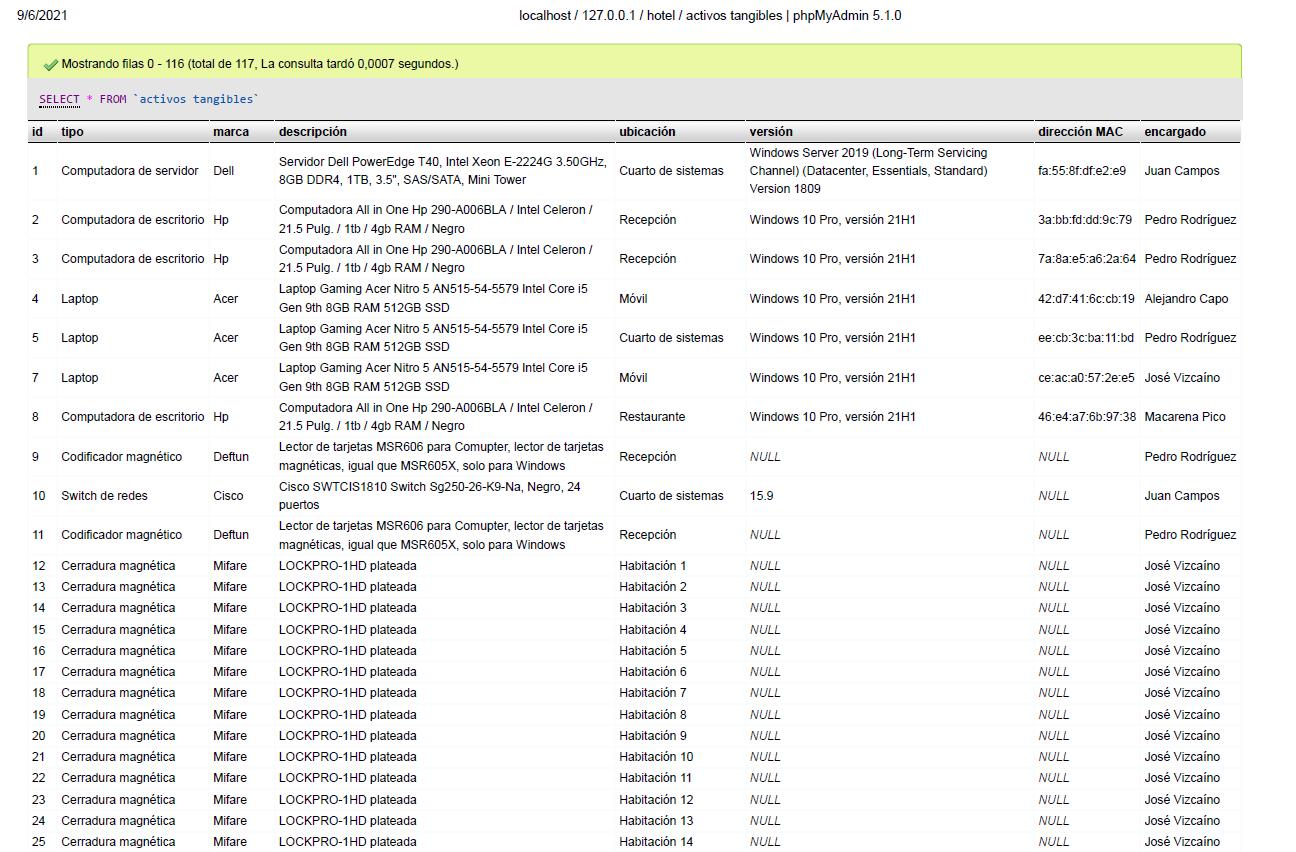 9/6/2021 localhost / 127.0.0.1 / hotel / activos tangibles | phpMyAdmin 5.1.0
Mostrando filas 0 - 116 (total de 117, La consulta tardó 0,0007 segundos.)
SELECT * FROM `activos tangibles`
id tipo marca descripción ubicación versión dirección MAC encargado
Windows Server 2019 (Long-Term Servicing
Servidor Dell PowerEdge T40, Intel Xeon E-2224G 3.50GHz,
1 Computadora de servidor Dell Cuarto de sistemas Channel) (Datacenter, Essentials, Standard) fa:55:8f:df:e2:e9 Juan Campos
8GB DDR4, 1TB, 3.5", SAS/SATA, Mini Tower
Version 1809
Computadora All in One Hp 290-A006BLA / Intel Celeron /
2 Computadora de escritorio Hp Recepción Windows 10 Pro, versión 21H1 3a:bb:fd:dd:9c:79 Pedro Rodríguez
21.5 Pulg. / 1tb / 4gb RAM / Negro
Computadora All in One Hp 290-A006BLA / Intel Celeron /
3 Computadora de escritorio Hp Recepción Windows 10 Pro, versión 21H1 7a:8a:e5:a6:2a:64 Pedro Rodríguez
21.5 Pulg. / 1tb / 4gb RAM / Negro
Laptop Gaming Acer Nitro 5 AN515-54-5579 Intel Core i5
4 Laptop Acer Móvil Windows 10 Pro, versión 21H1 42:d7:41:6c:cb:19 Alejandro Capo
Gen 9th 8GB RAM 512GB SSD
Laptop Gaming Acer Nitro 5 AN515-54-5579 Intel Core i5
5 Laptop Acer Cuarto de sistemas Windows 10 Pro, versión 21H1 ee:cb:3c:ba:11:bd Pedro Rodríguez
Gen 9th 8GB RAM 512GB SSD
Laptop Gaming Acer Nitro 5 AN515-54-5579 Intel Core i5
7 Laptop Acer Móvil Windows 10 Pro, versión 21H1 ce:ac:a0:57:2e:e5 José Vizcaíno
Gen 9th 8GB RAM 512GB SSD
Computadora All in One Hp 290-A006BLA / Intel Celeron /
8 Computadora de escritorio Hp Restaurante Windows 10 Pro, versión 21H1 46:e4:a7:6b:97:38 Macarena Pico
21.5 Pulg. / 1tb / 4gb RAM / Negro
Lector de tarjetas MSR606 para Comupter, lector de tarjetas
9 Codificador magnético Deftun Recepción NULL NULL Pedro Rodríguez
magnéticas, igual que MSR605X, solo para Windows
Cisco SWTCIS1810 Switch Sg250-26-K9-Na, Negro, 24
10 Switch de redes Cisco Cuarto de sistemas 15.9 NULL Juan Campos
puertos
Lector de tarjetas MSR606 para Comupter, lector de tarjetas
11 Codificador magnético Deftun Recepción NULL NULL Pedro Rodríguez
magnéticas, igual que MSR605X, solo para Windows
12 Cerradura magnética Mifare LOCKPRO-1HD plateada Habitación 1 NULL NULL José Vizcaíno
13 Cerradura magnética Mifare LOCKPRO-1HD plateada Habitación 2 NULL NULL José Vizcaíno
14 Cerradura magnética Mifare LOCKPRO-1HD plateada Habitación 3 NULL NULL José Vizcaíno
15 Cerradura magnética Mifare LOCKPRO-1HD plateada Habitación 4 NULL NULL José Vizcaíno
16 Cerradura magnética Mifare LOCKPRO-1HD plateada Habitación 5 NULL NULL José Vizcaíno
17 Cerradura magnética Mifare LOCKPRO-1HD plateada Habitación 6 NULL NULL José Vizcaíno
18 Cerradura magnética Mifare LOCKPRO-1HD plateada Habitación 7 NULL NULL José Vizcaíno
19 Cerradura magnética Mifare LOCKPRO-1HD plateada Habitación 8 NULL NULL José Vizcaíno
20 Cerradura magnética Mifare LOCKPRO-1HD plateada Habitación 9 NULL NULL José Vizcaíno
21 Cerradura magnética Mifare LOCKPRO-1HD plateada Habitación 10 NULL NULL José Vizcaíno
22 Cerradura magnética Mifare LOCKPRO-1HD plateada Habitación 11 NULL NULL José Vizcaíno
23 Cerradura magnética Mifare LOCKPRO-1HD plateada Habitación 12 NULL NULL José Vizcaíno
24 Cerradura magnética Mifare LOCKPRO-1HD plateada Habitación 13 NULL NULL José Vizcaíno
25 Cerradura magnética Mifare LOCKPRO-1HD plateada Habitación 14 NULL NULL José Vizcaíno